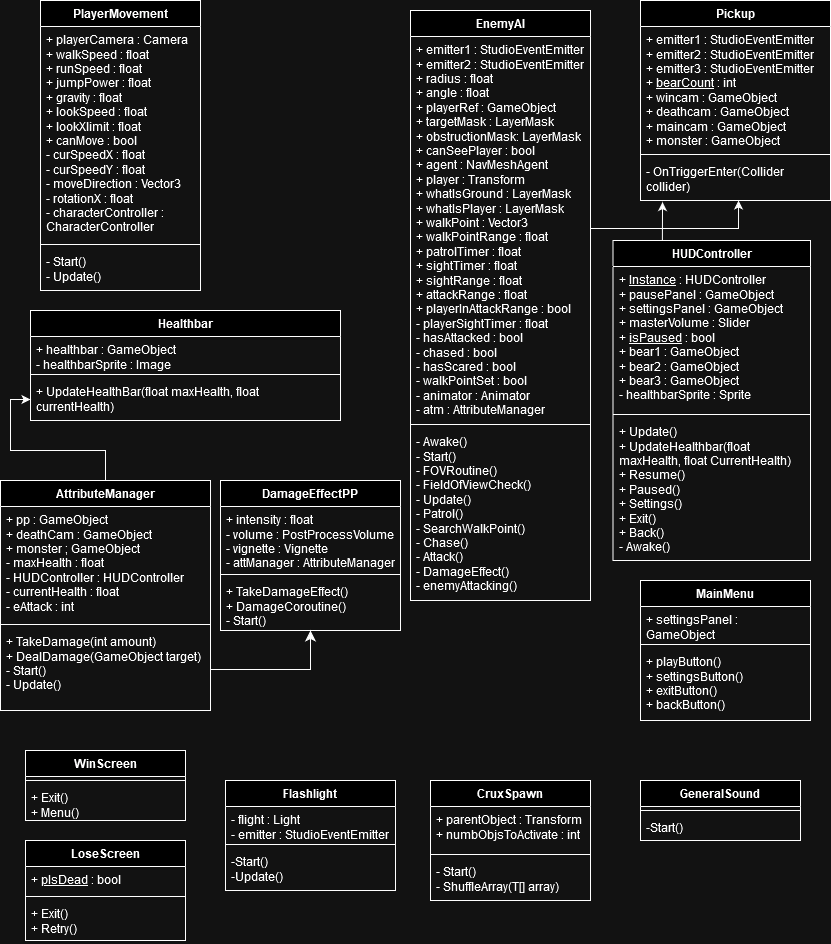 PlayerMovement
+ playerCamera : Camera
+ walkSpeed : float
+ runSpeed : float
+ jumpPower : float
+ gravity : float
+ lookSpeed : float
+ lookXlimit : float
+ canMove : bool
- curSpeedX : float
- curSpeedY : float
- moveDirection : Vector3
- rotationX : float
- characterController :
CharacterController
- Start()
- Update()
EnemyAI
+ emitter1 : StudioEventEmitter
+ emitter2 : StudioEventEmitter
+ radius : float
+ angle : float
+ playerRef : GameObject
+ targetMask : LayerMask
+ obstructionMask: LayerMask
+ canSeePlayer : bool
+ agent : NavMeshAgent
+ player : Transform
+ whatIsGround : LayerMask
+ whatIsPlayer : LayerMask
+ walkPoint : Vector3
+ walkPointRange : float
+ patrolTimer : float
+ sightTimer : float
+ sightRange : float
+ attackRange : float
+ playerInAttackRange : bool
- playerSightTimer : float
- hasAttacked : bool
- chased : bool
- hasScared : bool
- walkPointSet : bool
- animator : Animator
- atm : AttributeManager
- Awake()
- Start()
- FOVRoutine()
- FieldOfViewCheck()
- Update()
- Patrol()
- SearchWalkPoint()
- Chase()
- Attack()
- DamageEffect()
- enemyAttacking()
Pickup
+ emitter1 : StudioEventEmitter
+ emitter2 : StudioEventEmitter
+ emitter3 : StudioEventEmitter
+ bearCount : int
+ wincam : GameObject
+ deathcam : GameObject
+ maincam : GameObject
+ monster : GameObject
- OnTriggerEnter(Collider
collider)
HUDController
+ Instance : HUDController
+ pausePanel : GameObject
+ settingsPanel : GameObject
+ masterVolume : Slider
+ isPaused : bool
+ bear1 : GameObject
+ bear2 : GameObject
+ bear3 : GameObject
- healthbarSprite : Sprite
+ Update()
+ UpdateHealthbar(float
maxHealth, float CurrentHealth)
+ Resume()
+ Paused()
+ Settings()
+ Exit()
+ Back()
- Awake()
Healthbar
+ healthbar : GameObject
- healthbarSprite : Image
+ UpdateHealthBar(float maxHealth, float
currentHealth)
AttributeManager
+ pp : GameObject
+ deathCam : GameObject
+ monster ; GameObject
- maxHealth : float
- HUDController : HUDController
- currentHealth : float
- eAttack : int
+ TakeDamage(int amount)
+ DealDamage(GameObject target)
- Start()
- Update()
DamageEffectPP
+ intensity : float
- volume : PostProcessVolume
- vignette : Vignette
- attManager : AttributeManager
+ TakeDamageEffect()
+ DamageCoroutine()
- Start()
MainMenu
+ settingsPanel :
GameObject
+ playButton()
+ settingsButton()
+ exitButton()
+ backButton()
WinScreen
+ Exit()
+ Menu()
LoseScreen
+ pIsDead : bool
+ Exit()
+ Retry()
Flashlight
- flight : Light
- emitter : StudioEventEmitter
-Start()
-Update()
CruxSpawn
+ parentObject : Transform
+ numbObjsToActivate : int
- Start()
- ShuffleArray(T[] array)
GeneralSound
-Start()